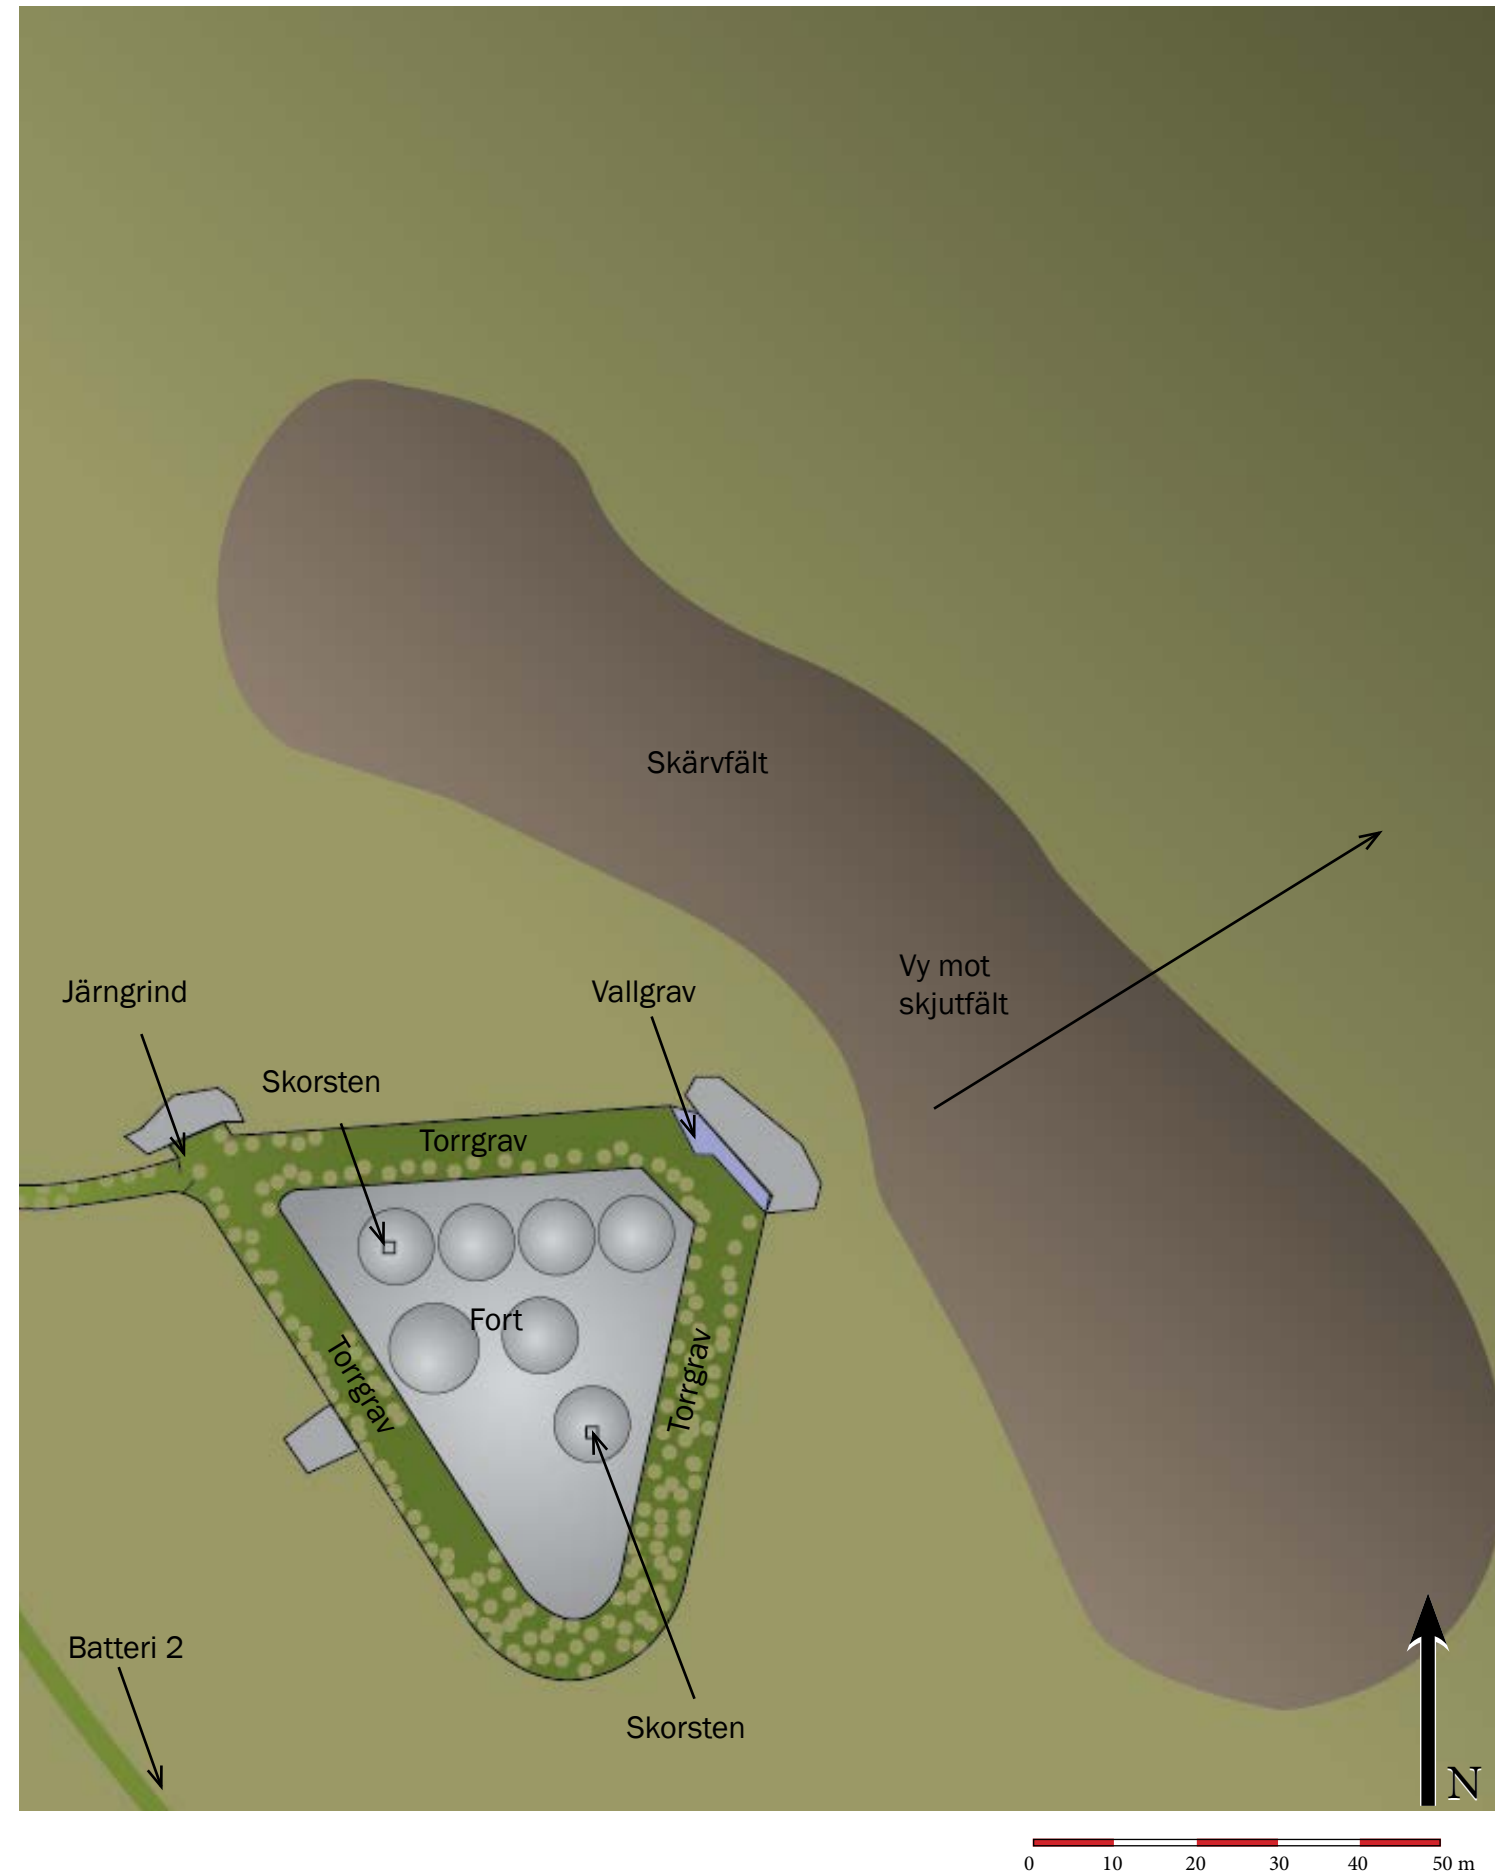 Skärvfält
Vy mot
skjutfält
Järngrind
Vallgrav
Skorsten
Torrgrav
Fort
Torrgrav
Torrgrav
Batteri 2
Skorsten
N
0 10 20 30 40 50 m